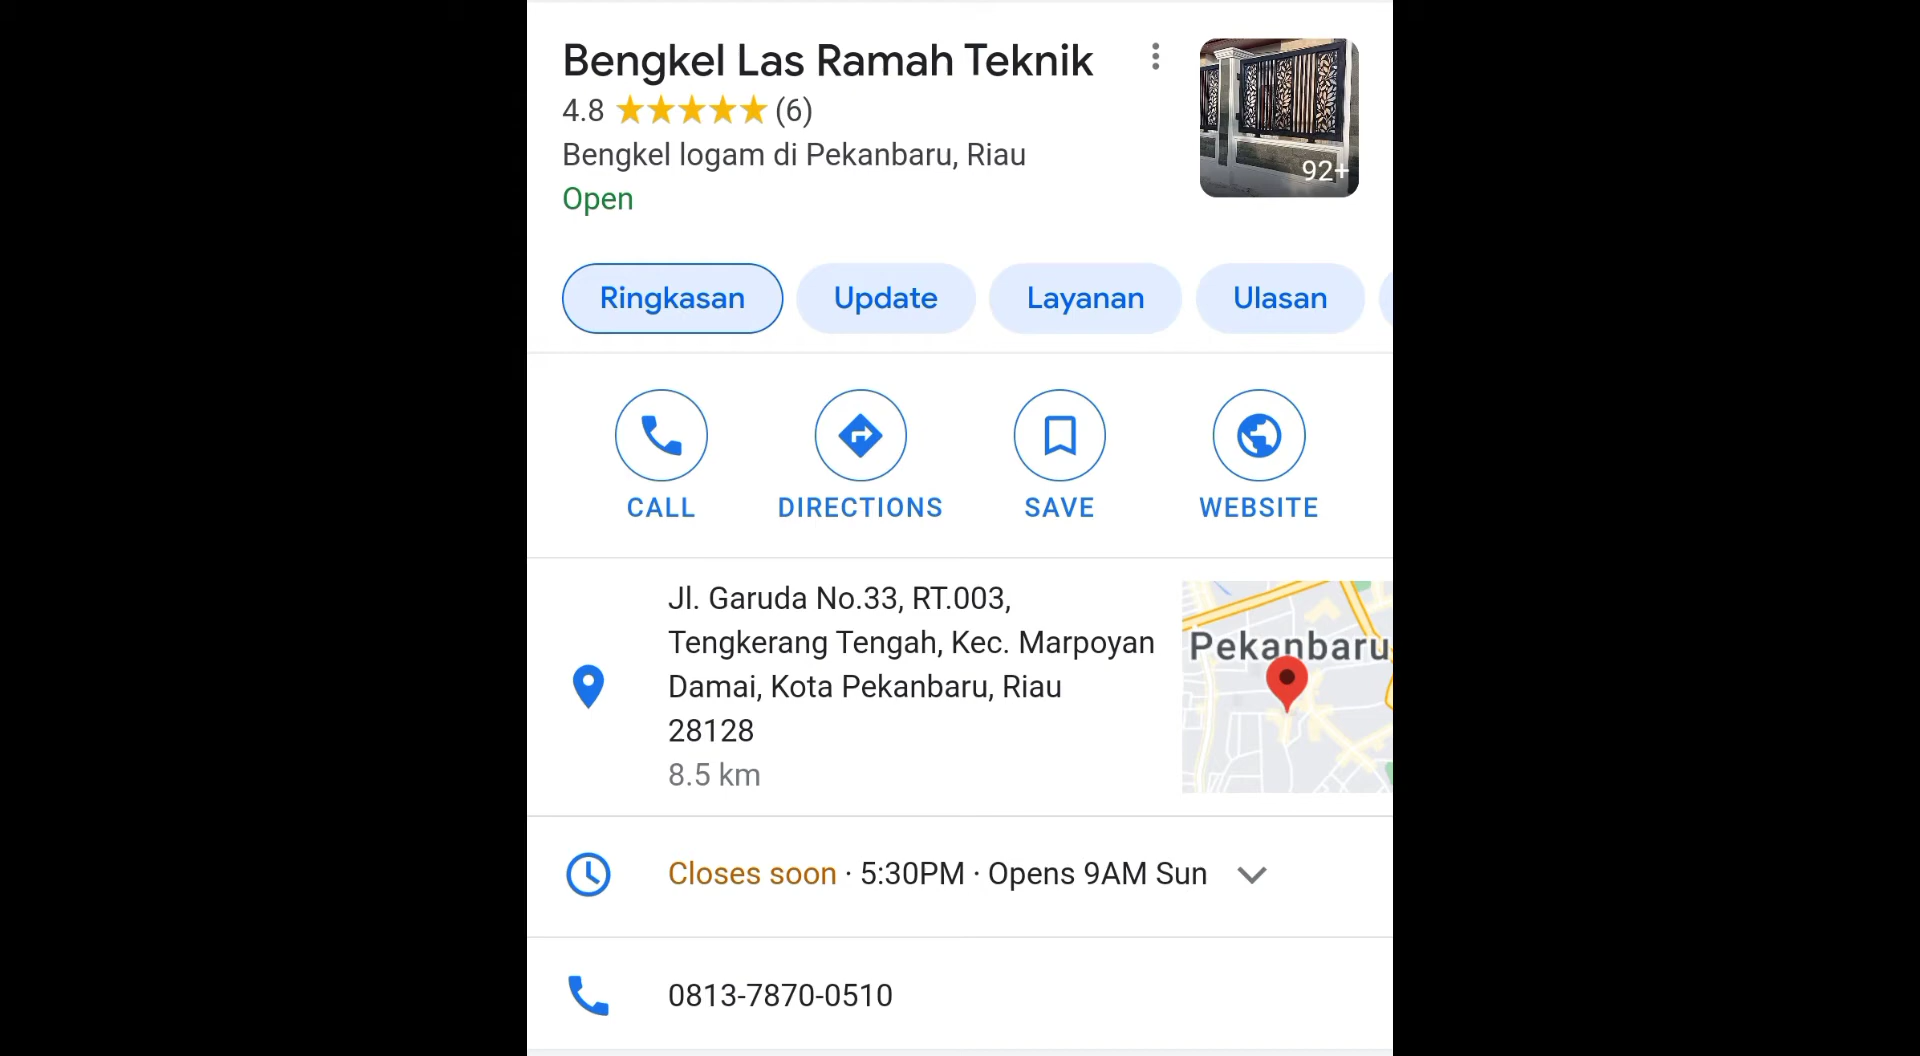 Bengkel Las Ramah Teknik
4.8 (6)
Bengkel logam di Pekanbaru, Riau
Open
92+
Ringkasan
Update
Layanan
Ulasan
CALL
DIRECTIONS
SAVE
WEBSITE
Jl. Garuda No.33, RT.003,
Tengkerang Tengah, Kec. Marpoyan
Damai, Kota Pekanbaru, Riau
28128
8.5 km
Pekanbaru
Closes soon · 5:30PM · Opens 9AM Sun
0813-7870-0510